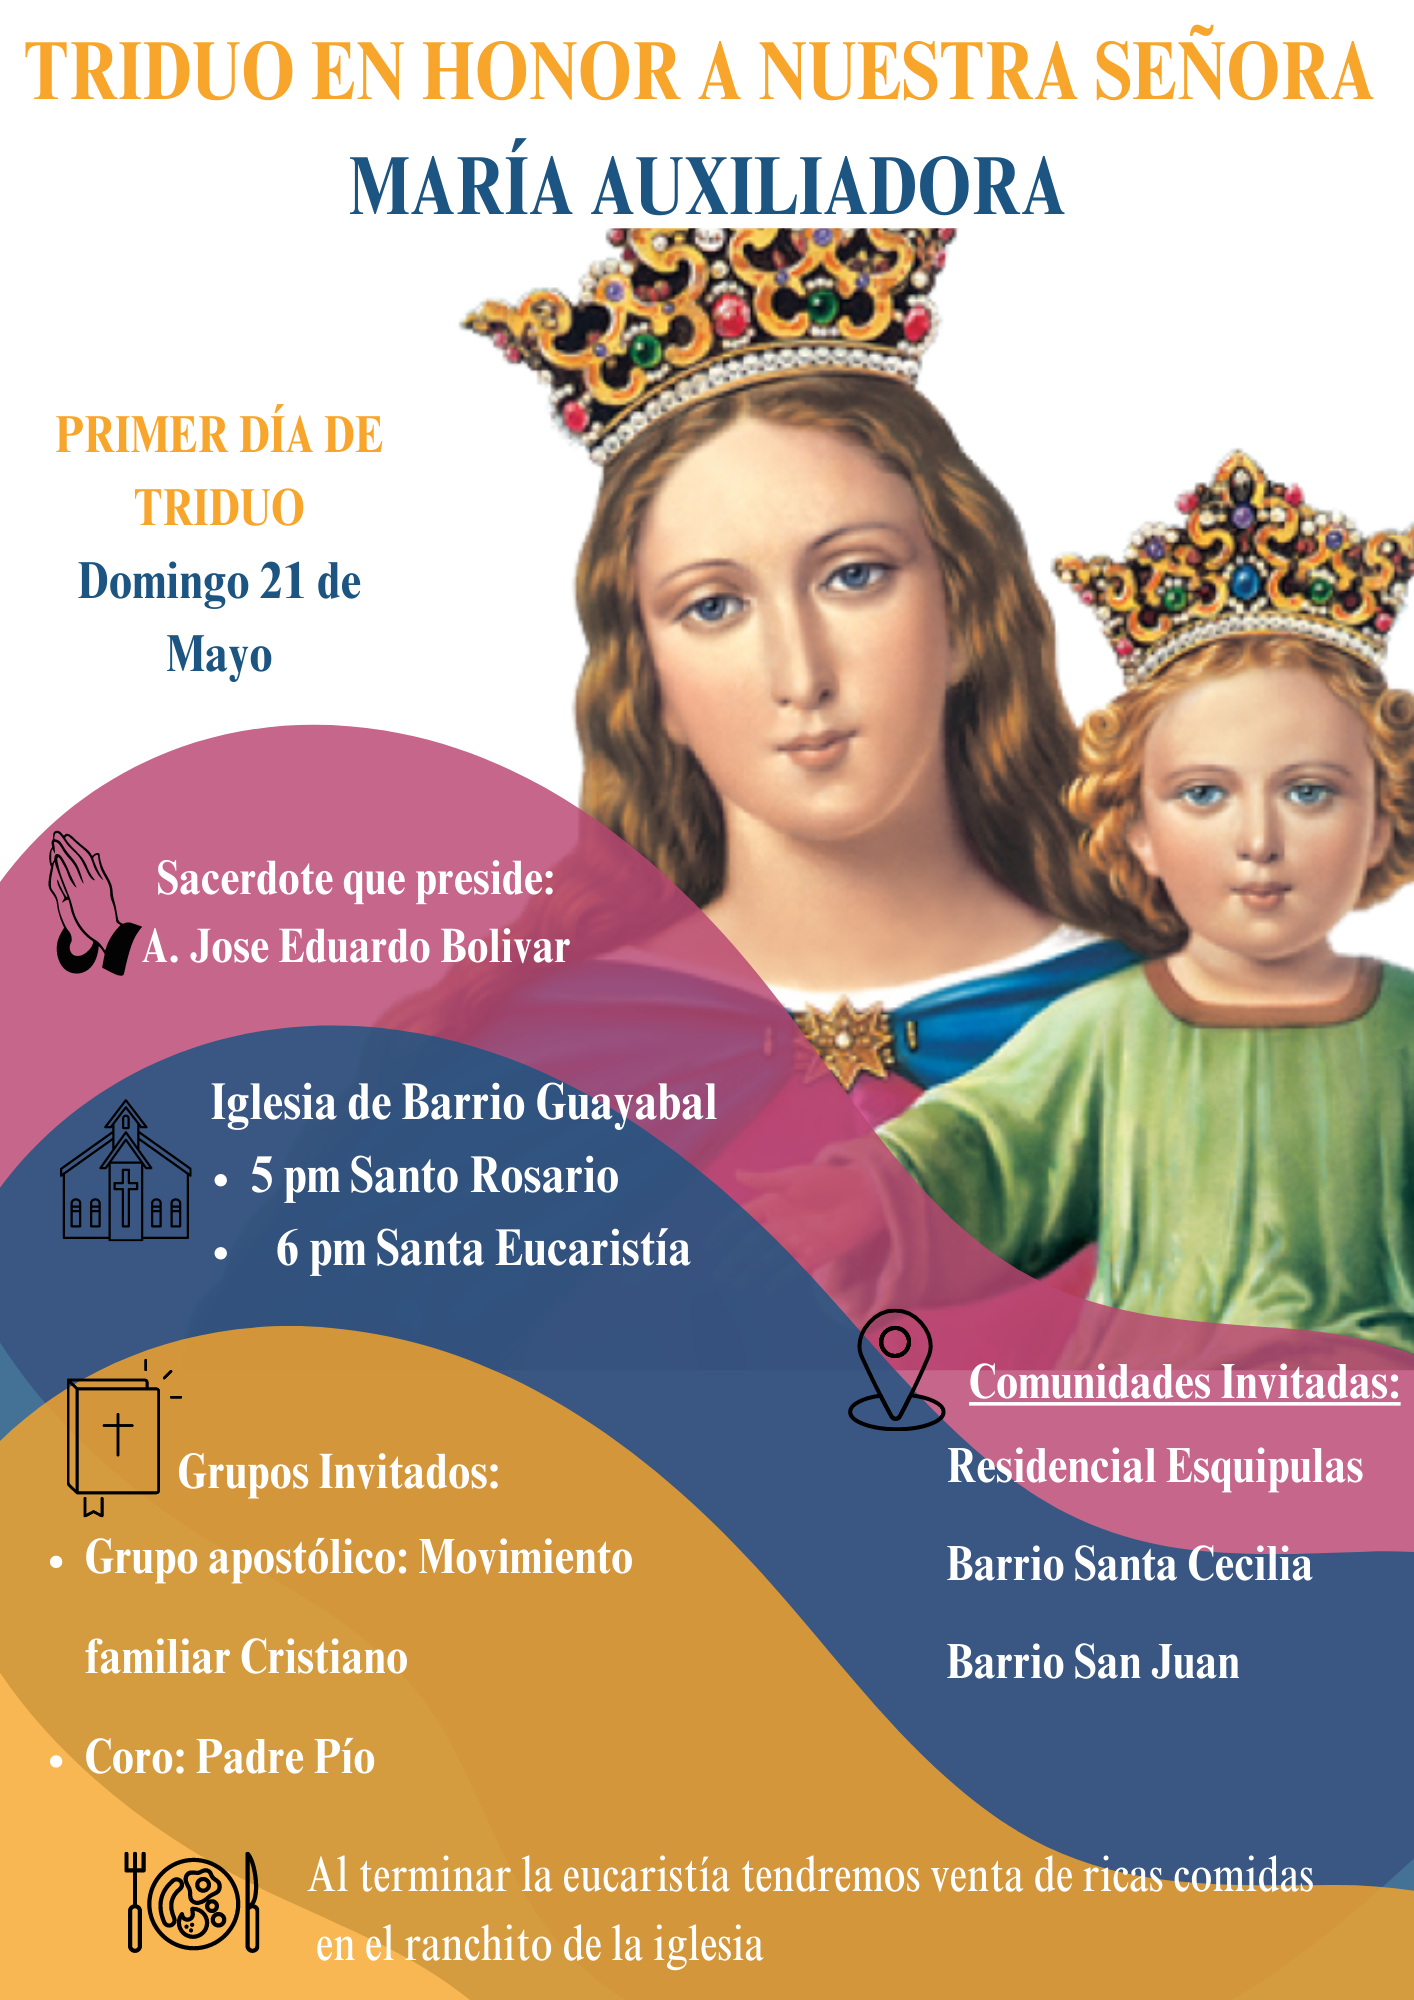 TRIDUO EN HONOR A NUESTRA SEÑORA
MARÍA AUXILIADORA
PRIMER DÍA DE
TRIDUO
Domingo 21 de
Mayo
Sacerdote que preside:
A. Jose Eduardo Bolivar
Iglesia de Barrio Guayabal
• 5 pm Santo Rosario
• 6 pm Santa Eucaristía
Comunidades Invitadas:
Residencial Esquipulas
Barrio Santa Cecilia
Barrio San Juan
Grupos Invitados:
• Grupo apostólico: Movimiento
familiar Cristiano
• Coro: Padre Pío
Al terminar la eucaristía tendremos venta de ricas comidas
en el ranchito de la iglesia